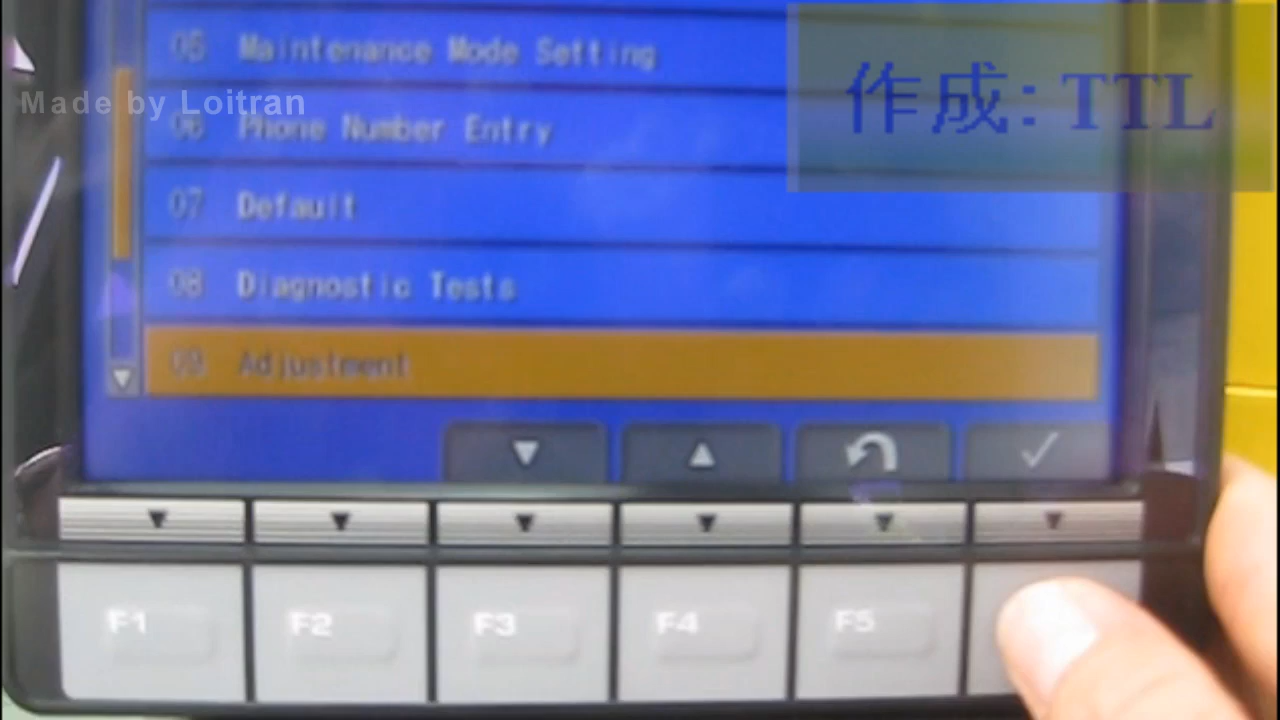 05 Maintenance Mode Setting
作成: TTL
Made by Loitran
06 Phone Number Entry
07 Default
08 Diagnostic Tests
09 Adjustment
F1 F2 F3 F4 F5